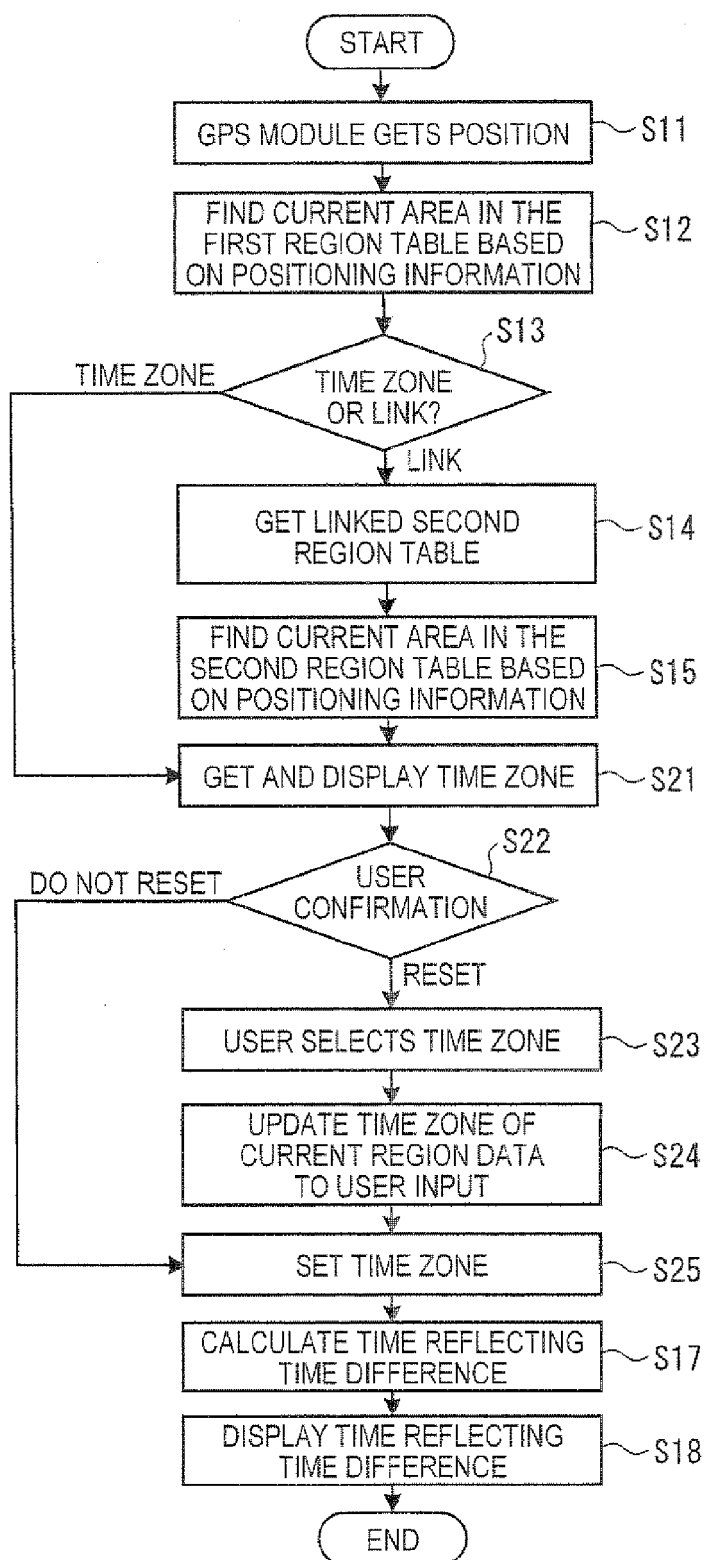 START
GPS MODULE GETS POSITION
S11
FIND CURRENT AREA IN THE
FIRST REGION TABLE BASED
ON POSITIONING INFORMATION
S12
S13
TIME ZONE
TIME ZONE
OR LINK?
LINK
GET LINKED SECOND
REGION TABLE
S14
FIND CURRENT AREA IN THE
SECOND REGION TABLE BASED
ON POSITIONING INFORMATION
S15
GET AND DISPLAY TIME ZONE
S21
S22
DO NOT RESET
USER
CONFIRMATION
RESET
USER SELECTS TIME ZONE
S23
UPDATE TIME ZONE OF
CURRENT REGION DATA
TO USER INPUT
S24
SET TIME ZONE
S25
CALCULATE TIME REFLECTING
TIME DIFFERENCE
S17
DISPLAY TIME REFLECTING
TIME DIFFERENCE
S18
END